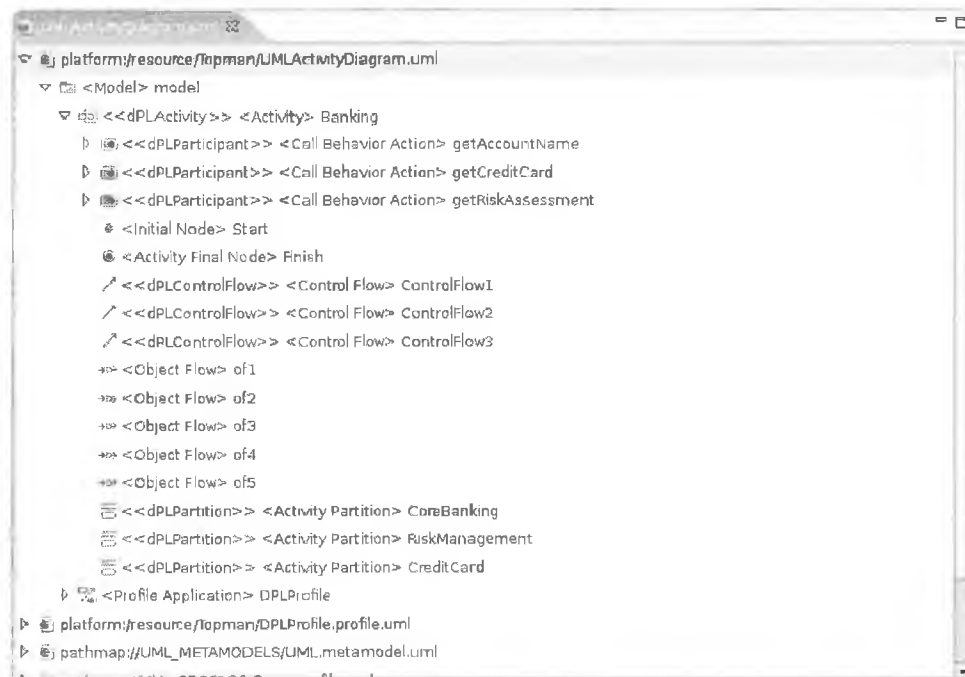 platform:/resource/Topman/UMLActivityDiagram.uml
<Model> model
<<dPLActivity>> <Activity> Banking
<<dPLParticipant>> <Call Behavior Action> getAccountName
<<dPLParticipant>> <Call Behavior Action> getCreditCard
<<dPLParticipant>> <Call Behavior Action> getRiskAssessment
<Initial Node> Start
<Activity Final Node> Finish
<<dPLControlFlow>> <Control Flow> ControlFlow1
<<dPLControlFlow>> <Control Flow> ControlFlow2
<<dPLControlFlow>> <Control Flow> ControlFlow3
<Object Flow> of1
<Object Flow> of2
<Object Flow> of3
<Object Flow> of4
<Object Flow> of5
<<dPLPartition>> <Activity Partition> CoreBanking
<<dPLPartition>> <Activity Partition> RiskManagement
<<dPLPartition>> <Activity Partition> CreditCard
<Profile Application> DPLProfile
platform:/resource/Topman/DPLProfile.profile.uml
pathmap://UML_METAMODELS/UML.metamodel.uml